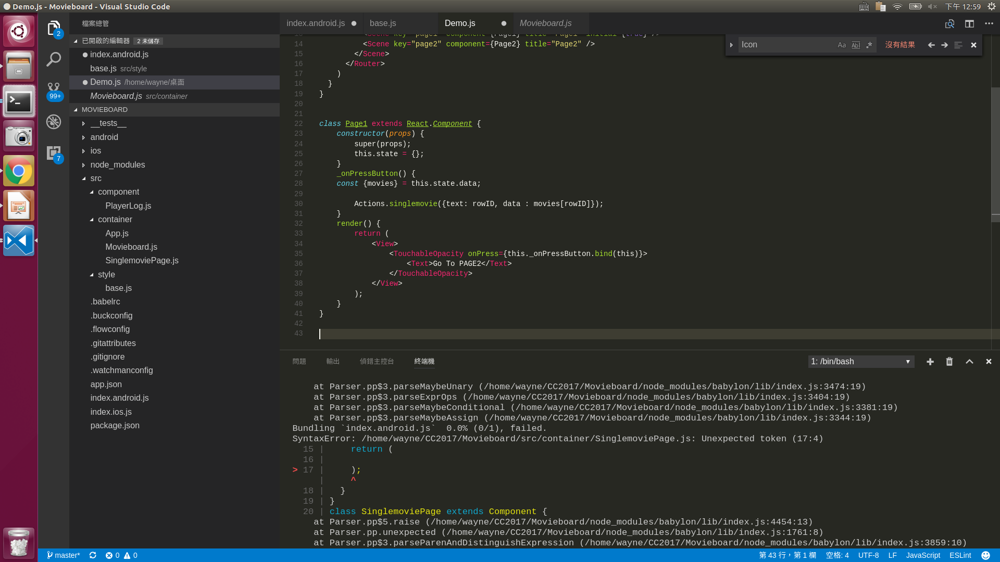 Demo.js - Movieboard - Visual Studio Code
下午 12:59
檔案總管
2
已開啟的編輯器 2 未儲存
index.android.js
base.js src/style
Demo.js /home/wayne/桌面
Movieboard.js src/container
99+
MOVIEBOARD
__tests__
android
ios
7
node_modules
src
component
PlayerLog.js
container
App.js
Movieboard.js
SinglemoviePage.js
style
base.js
.babelrc
.buckconfig
.flowconfig
.gitattributes
.gitignore
.watchmanconfig
app.json
index.android.js
index.ios.js
package.json
index.android.js base.js Demo.js Movieboard.js
Icon Aa Abl .* 沒有結果
13 <Scene key="page1" component={Page1} title="Page1" initial={true} />
14 <Scene key="page2" component={Page2} title="Page2" />
15 </Scene>
16 </Router>
17 )
18 }
19 }
20
21
22 class Page1 extends React.Component {
23 constructor(props) {
24 super(props);
25 this.state = {};
26 }
27 _onPressButton() {
28 const {movies} = this.state.data;
29
30 Actions.singlemovie({text: rowID, data : movies[rowID]});
31 }
32 render() {
33 return (
34 <View>
35 <TouchableOpacity onPress={this._onPressButton.bind(this)}>
36 <Text>Go To PAGE2</Text>
37 </TouchableOpacity>
38 </View>
39 );
40 }
41 }
42
43
問題 輸出 偵錯主控台 終端機 1: /bin/bash
at Parser.pp$3.parseMaybeUnary (/home/wayne/CC2017/Movieboard/node_modules/babylon/lib/index.js:3474:19)
at Parser.pp$3.parseExprOps (/home/wayne/CC2017/Movieboard/node_modules/babylon/lib/index.js:3404:19)
at Parser.pp$3.parseMaybeConditional (/home/wayne/CC2017/Movieboard/node_modules/babylon/lib/index.js:3381:19)
at Parser.pp$3.parseMaybeAssign (/home/wayne/CC2017/Movieboard/node_modules/babylon/lib/index.js:3344:19)
Bundling `index.android.js`  0.0% (0/1), failed.
SyntaxError: /home/wayne/CC2017/Movieboard/src/container/SinglemoviePage.js: Unexpected token (17:4)
15 | return (
16 |
> 17 | );
| ^
18 | }
19 | }
20 | class SinglemoviePage extends Component {
at Parser.pp$5.raise (/home/wayne/CC2017/Movieboard/node_modules/babylon/lib/index.js:4454:13)
at Parser.pp.unexpected (/home/wayne/CC2017/Movieboard/node_modules/babylon/lib/index.js:1761:8)
at Parser.pp$3.parseParenAndDistinguishExpression (/home/wayne/CC2017/Movieboard/node_modules/babylon/lib/index.js:3859:10)
master* 0 0 第 43 行，第 1 欄 空格: 4 UTF-8 LF JavaScript ESLint